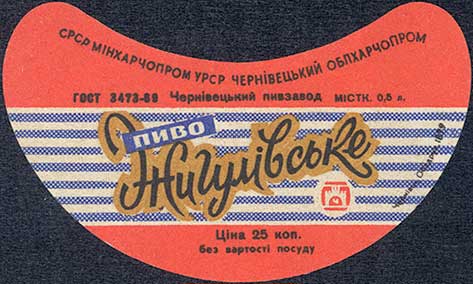 СРСР МІНХАРЧОПРОМ УРСР ЧЕРНІВЕЦЬКИЙ ОБЛХАРЧОПРОМ
ГОСТ 3473-69 Чернівецький пивзавод МІСТК. 0,5 л.
ПИВО
Жигулівське
Ціна 25 коп.
без вартості посуду